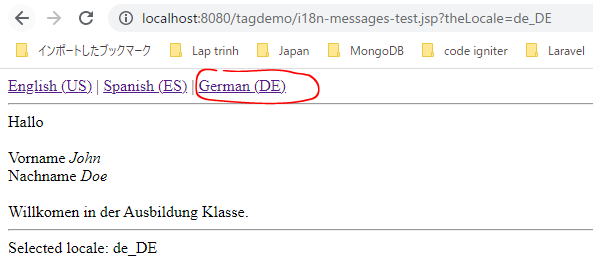 localhost:8080/tagdemo/i18n-messages-test.jsp?theLocale=de_DE
インポートしたブックマーク Lap trinh Japan MongoDB code igniter Laravel
English (US) | Spanish (ES) | German (DE)
Hallo
Vorname John
Nachname Doe
Willkomen in der Ausbildung Klasse.
Selected locale: de_DE